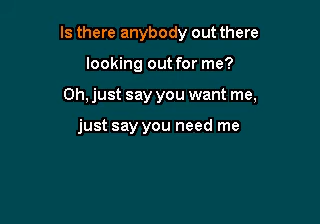 Is there anybody out there
looking out for me?
Oh, just say you want me,
just say you need me